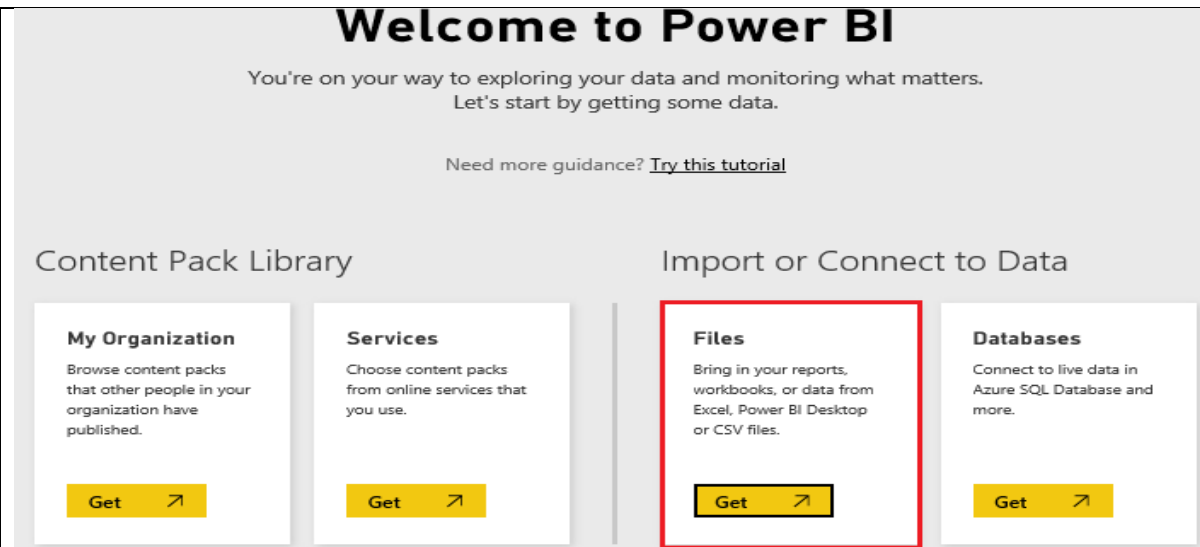 Welcome to Power BI
You're on your way to exploring your data and monitoring what matters.
Let's start by getting some data.
Need more guidance? Try this tutorial
Content Pack Library
Import or Connect to Data
My Organization
Browse content packs
that other people in your
organization have
published.
Get
Services
Choose content packs
from online services that
you use.
Get
Files
Bring in your reports,
workbooks, or data from
Excel, Power BI Desktop
or CSV files.
Get
Databases
Connect to live data in
Azure SQL Database and
more.
Get